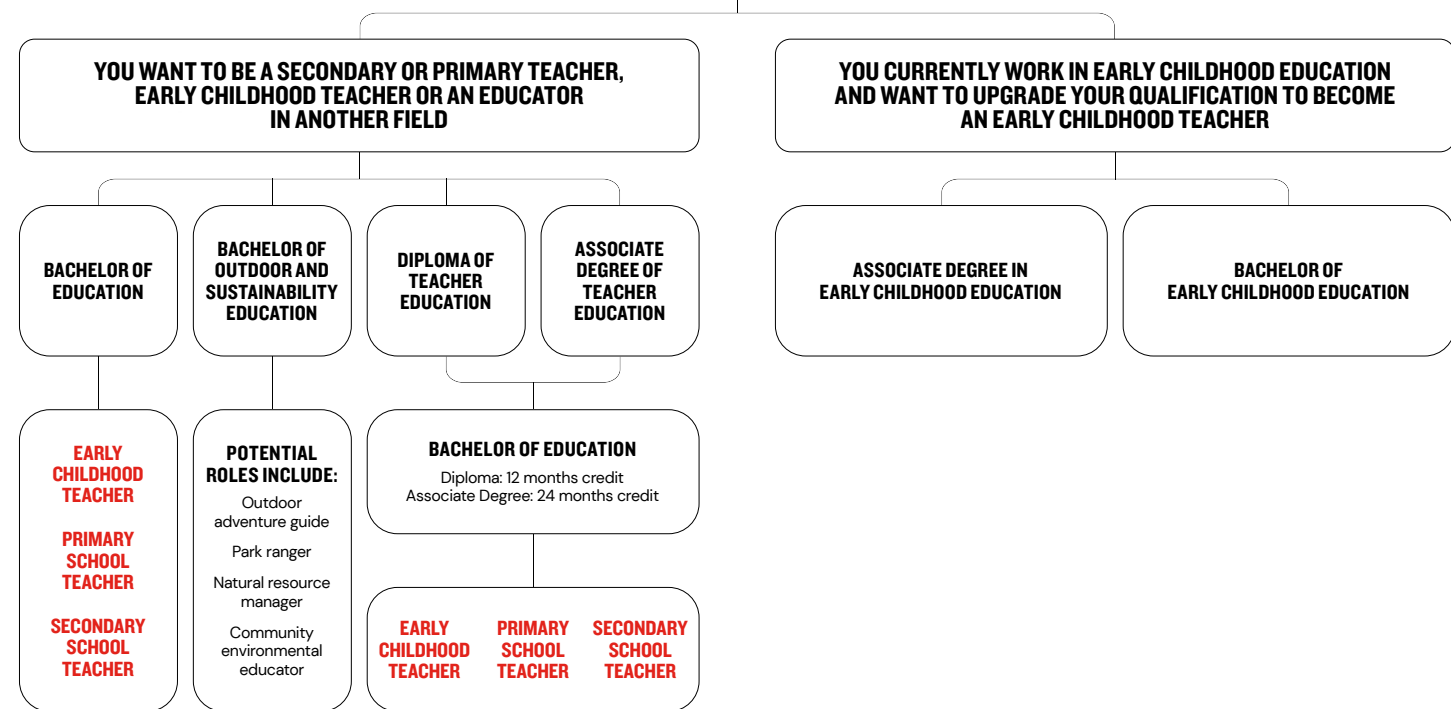 YOU WANT TO BE A SECONDARY OR PRIMARY TEACHER,
EARLY CHILDHOOD TEACHER OR AN EDUCATOR
IN ANOTHER FIELD
YOU CURRENTLY WORK IN EARLY CHILDHOOD EDUCATION
AND WANT TO UPGRADE YOUR QUALIFICATION TO BECOME
AN EARLY CHILDHOOD TEACHER
BACHELOR OF
EDUCATION
BACHELOR OF
OUTDOOR AND
SUSTAINABILITY
EDUCATION
DIPLOMA OF
TEACHER
EDUCATION
ASSOCIATE
DEGREE OF
TEACHER
EDUCATION
ASSOCIATE DEGREE IN
EARLY CHILDHOOD EDUCATION
BACHELOR OF
EARLY CHILDHOOD EDUCATION
EARLY
CHILDHOOD
TEACHER
PRIMARY
SCHOOL
TEACHER
SECONDARY
SCHOOL
TEACHER
POTENTIAL
ROLES INCLUDE:
Outdoor
adventure guide
Park ranger
Natural resource
manager
Community
environmental
educator
BACHELOR OF EDUCATION
Diploma: 12 months credit
Associate Degree: 24 months credit
EARLY
CHILDHOOD
TEACHER
PRIMARY
SCHOOL
TEACHER
SECONDARY
SCHOOL
TEACHER